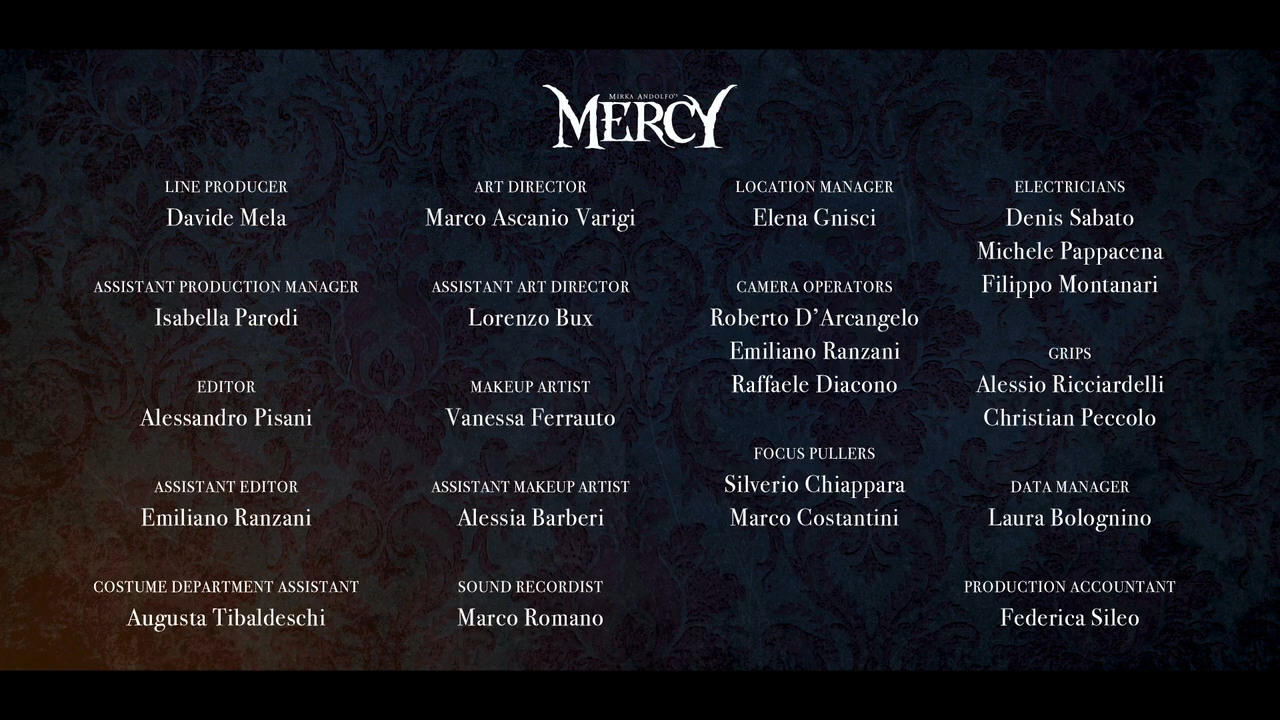 MIRKA ANDOLFO'S
MERCY
LINE PRODUCER
Davide Mela
ASSISTANT PRODUCTION MANAGER
Isabella Parodi
EDITOR
Alessandro Pisani
ASSISTANT EDITOR
Emiliano Ranzani
COSTUME DEPARTMENT ASSISTANT
Augusta Tibaldeschi
ART DIRECTOR
Marco Ascanio Varigi
ASSISTANT ART DIRECTOR
Lorenzo Bux
MAKEUP ARTIST
Vanessa Ferrauto
ASSISTANT MAKEUP ARTIST
Alessia Barberi
SOUND RECORDIST
Marco Romano
LOCATION MANAGER
Elena Gnisci
CAMERA OPERATORS
Roberto D’Arcangelo
Emiliano Ranzani
Raffaele Diacono
FOCUS PULLERS
Silverio Chiappara
Marco Costantini
ELECTRICIANS
Denis Sabato
Michele Pappacena
Filippo Montanari
GRIPS
Alessio Ricciardelli
Christian Peccolo
DATA MANAGER
Laura Bolognino
PRODUCTION ACCOUNTANT
Federica Sileo